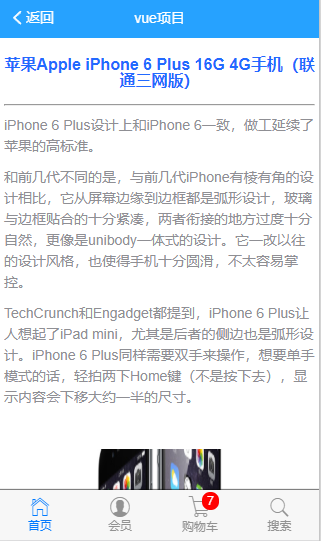 返回
vue项目
苹果Apple iPhone 6 Plus 16G 4G手机（联
通三网版）
iPhone 6 Plus设计上和iPhone 6一致，做工延续了
苹果的高标准。
和前几代不同的是，与前几代iPhone有棱有角的设
计相比，它从屏幕边缘到边框都是弧形设计，玻璃
与边框贴合的十分紧凑，两者衔接的地方过度十分
自然，更像是unibody一体式的设计。它一改以往
的设计风格，也使得手机十分圆滑，不太容易掌
控。
TechCrunch和Engadget都提到，iPhone 6 Plus让
人想起了iPad mini，尤其是后者的侧边也是弧形设
计。iPhone 6 Plus同样需要双手来操作，想要单手
模式的话，轻拍两下Home键（不是按下去），显
示内容会下移大约一半的尺寸。
7
首页
会员
购物车
搜索